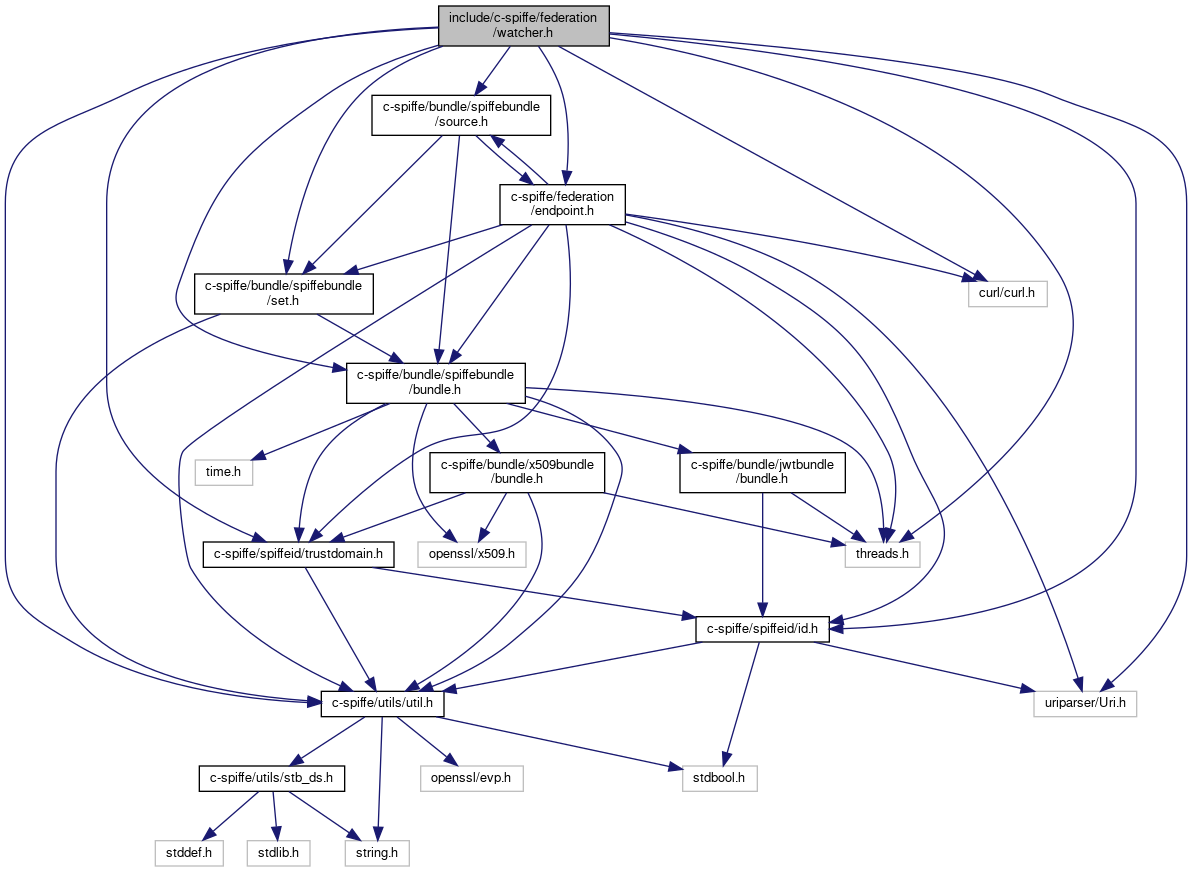 include/c-spiffe/federation
/watcher.h
c-spiffe/bundle/spiffebundle
/source.h
c-spiffe/federation
/endpoint.h
c-spiffe/bundle/spiffebundle
/set.h
curl/curl.h
c-spiffe/bundle/spiffebundle
/bundle.h
time.h
c-spiffe/bundle/x509bundle
/bundle.h
c-spiffe/bundle/jwtbundle
/bundle.h
c-spiffe/spiffeid/trustdomain.h
openssl/x509.h
threads.h
c-spiffe/spiffeid/id.h
c-spiffe/utils/util.h
uriparser/Uri.h
c-spiffe/utils/stb_ds.h
openssl/evp.h
stdbool.h
stddef.h
stdlib.h
string.h